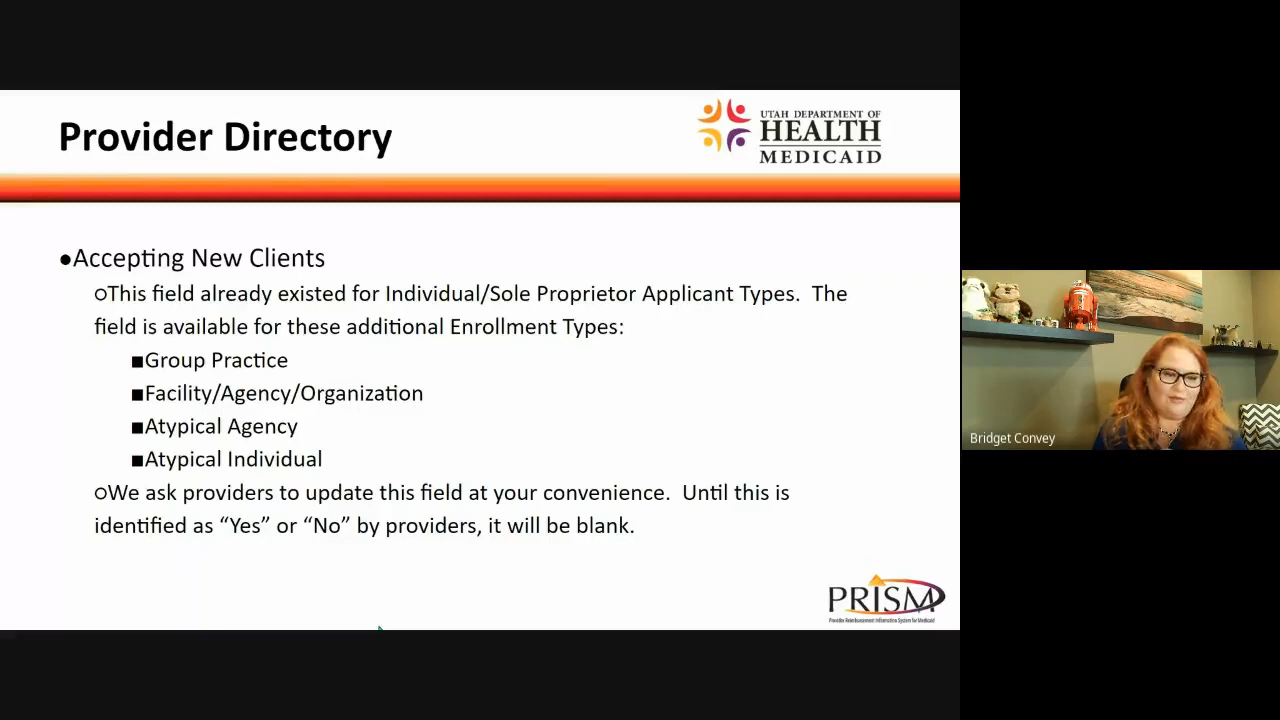 Provider Directory
UTAH DEPARTMENT OF
HEALTH
MEDICAID
●Accepting New Clients
○This field already existed for Individual/Sole Proprietor Applicant Types.  The
field is available for these additional Enrollment Types:
■Group Practice
■Facility/Agency/Organization
■Atypical Agency
■Atypical Individual
○We ask providers to update this field at your convenience.  Until this is
identified as “Yes” or “No” by providers, it will be blank.
PRISM
Provider Reimbursement Information System for Medicaid
Bridget Convey